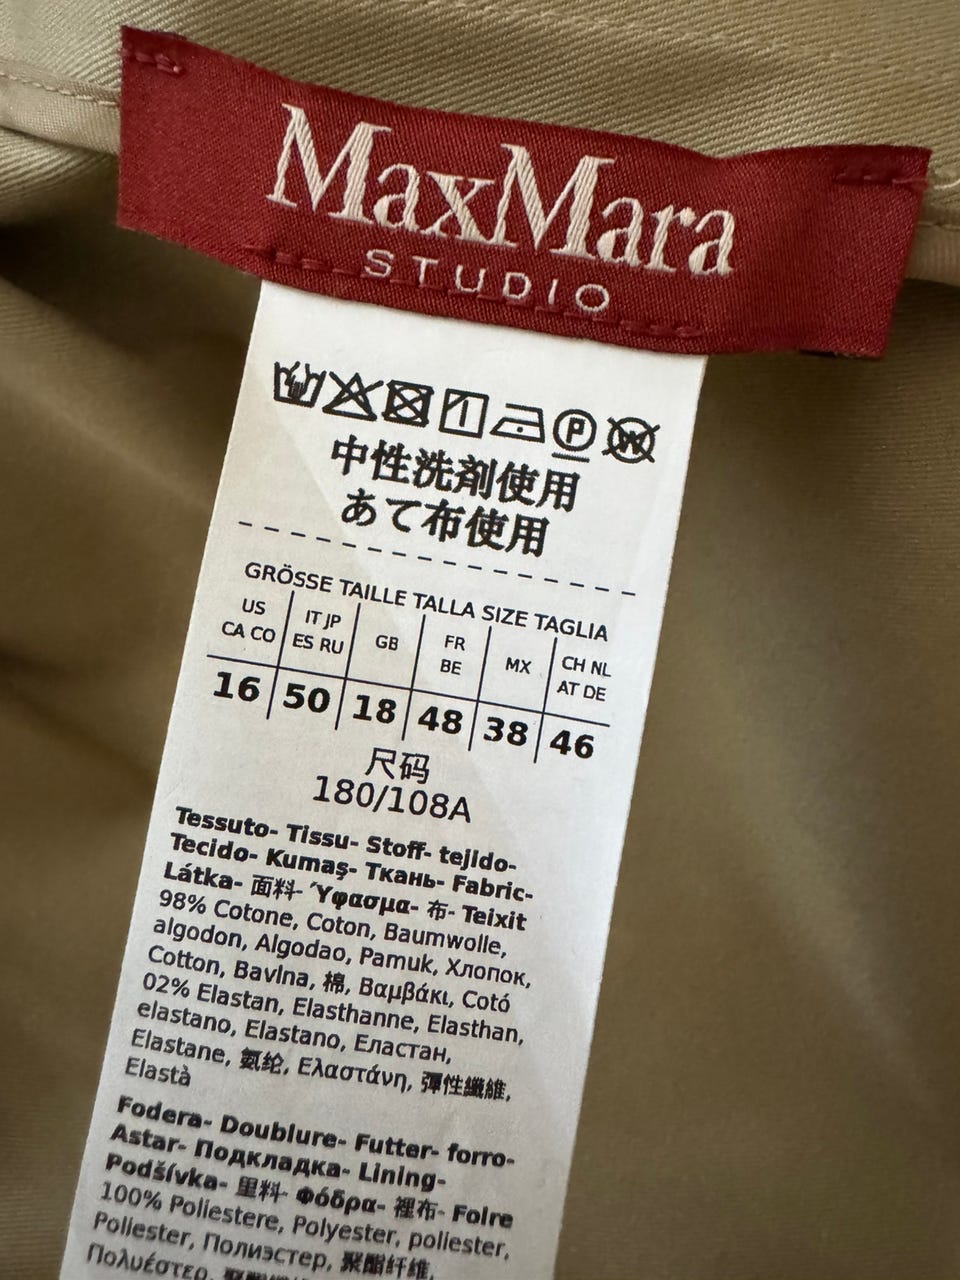 MaxMara
STUDIO
中性洗剤使用
あて布使用
GRÖSSE TAILLE TALLA SIZE TAGLIA
US CA CO
IT JP ES RU
GB
FR BE
MX
CH NL AT DE
16 50 18 48 38 46
尺码
180/108A
Tessuto- Tissu- Stoff- tejido-
Tecido- Kumaş- Ткань- Fabric-
Látka- 面料- Ύφασμα- 布- Teixit
98% Cotone, Coton, Baumwolle,
algodon, Algodao, Pamuk, Хлопок,
Cotton, Bavlna, 棉, Βαμβάκι, Cotó
02% Elastan, Elasthanne, Elasthan,
elastano, Elastano, Еластан,
Elastane, 氨纶, Ελαστάνη, 彈性纖維,
Elastà
Fodera- Doublure- Futter- forro-
Astar- Подкладка- Lining-
Podšívka- 里料- Φόδρα- 裡布- Folre
100% Poliestere, Polyester, poliester,
Poliester, Полиэстер, 聚酯纤维,
Πολυέστερ, 聚酯纖維